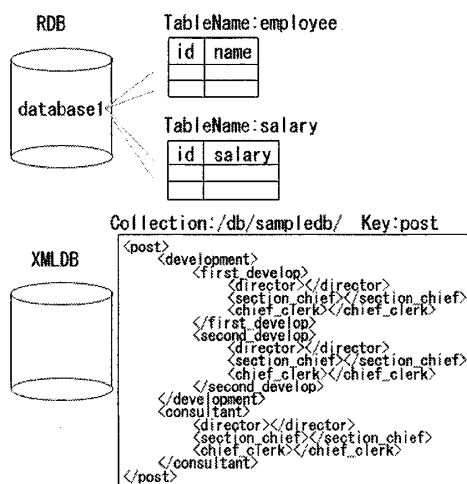 RDB
database1
TableName:employee
id name
TableName:salary
id salary
Collection:/db/sampledb/ Key:post
XMLDB
<post>
<development>
<first_develop>
<director></director>
<section_chief></section_chief>
<chief_clerk></chief_clerk>
</first_develop>
<second_develop>
<director></director>
<section_chief></section_chief>
<chief_clerk></chief_clerk>
</second_develop>
</development>
<consultant>
<director></director>
<section_chief></section_chief>
<chief_clerk></chief_clerk>
</consultant>
</post>